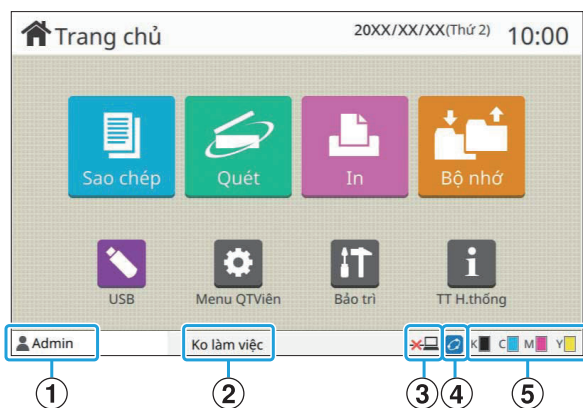 Trang chủ 20XX/XX/XX(Thứ 2) 10:00
Sao chép Quét In Bộ nhớ
USB Menu QTViên Bảo trì TT H.thống
Admin Ko làm việc K C M Y
1 2 3 4 5